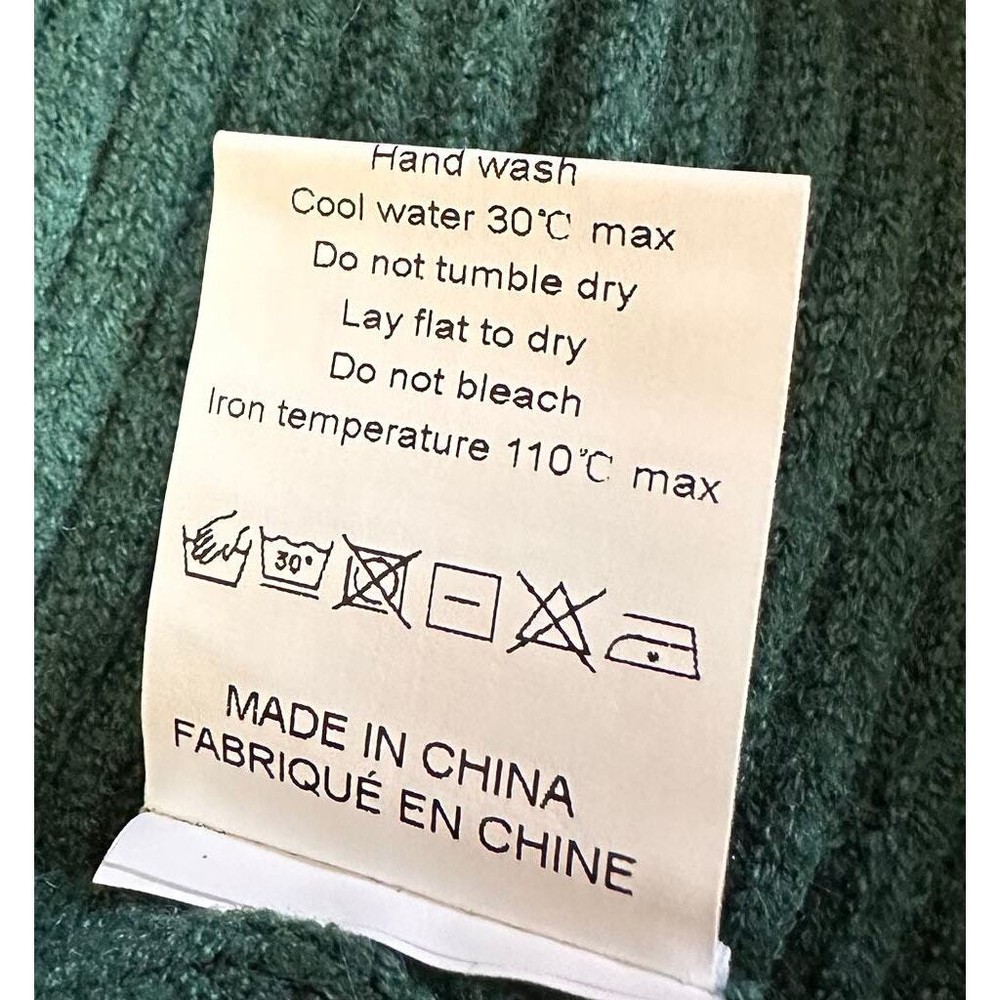 Hand wash
Cool water 30℃ max
Do not tumble dry
Lay flat to dry
Do not bleach
Iron temperature 110℃ max
30°
MADE IN CHINA
FABRIQUÉ EN CHINE